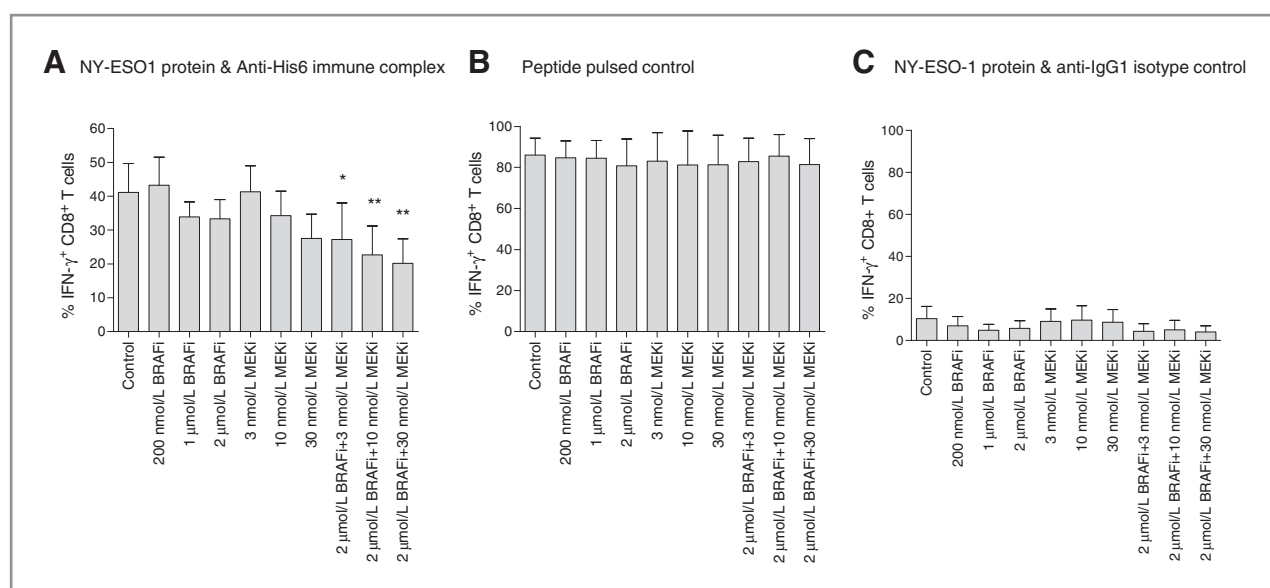 A NY-ESO1 protein & Anti-His6 immune complex
% IFN-γ+ CD8+ T cells
60
50
40
30
20
10
0
*
**
**
Control
200 nmol/L BRAFi
1 μmol/L BRAFi
2 μmol/L BRAFi
3 nmol/L MEKi
10 nmol/L MEKi
30 nmol/L MEKi
2 μmol/L BRAFi+3 nmol/L MEKi
2 μmol/L BRAFi+10 nmol/L MEKi
2 μmol/L BRAFi+30 nmol/L MEKi
B Peptide pulsed control
% IFN-γ+ CD8+ T cells
100
80
60
40
20
0
Control
200 nmol/L BRAFi
1 μmol/L BRAFi
2 μmol/L BRAFi
3 nmol/L MEKi
10 nmol/L MEKi
30 nmol/L MEKi
2 μmol/L BRAFi+3 nmol/L MEKi
2 μmol/L BRAFi+10 nmol/L MEKi
2 μmol/L BRAFi+30 nmol/L MEKi
C NY-ESO-1 protein & anti-IgG1 isotype control
% IFN-γ+ CD8+ T cells
100
80
60
40
20
0
Control
200 nmol/L BRAFi
1 μmol/L BRAFi
2 μmol/L BRAFi
3 nmol/L MEKi
10 nmol/L MEKi
30 nmol/L MEKi
2 μmol/L BRAFi+3 nmol/L MEKi
2 μmol/L BRAFi+10 nmol/L MEKi
2 μmol/L BRAFi+30 nmol/L MEKi